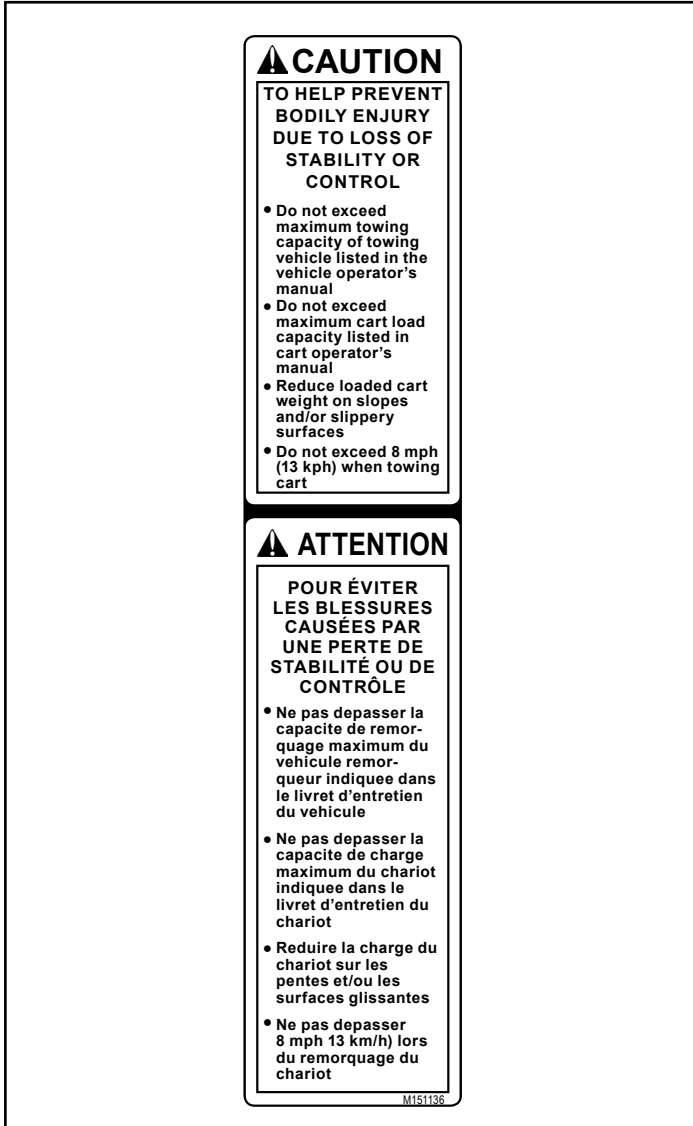 CAUTION
TO HELP PREVENT
BODILY ENJURY
DUE TO LOSS OF
STABILITY OR
CONTROL
• Do not exceed
maximum towing
capacity of towing
vehicle listed in the
vehicle operator’s
manual
• Do not exceed
maximum cart load
capacity listed in
cart operator’s
manual
• Reduce loaded cart
weight on slopes
and/or slippery
surfaces
• Do not exceed 8 mph
(13 kph) when towing
cart
ATTENTION
POUR ÉVITER
LES BLESSURES
CAUSÉES PAR
UNE PERTE DE
STABILITÉ OU DE
CONTRÔLE
• Ne pas depasser la
capacite de remor-
quage maximum du
vehicule remor-
queur indiquee dans
le livret d’entretien
du vehicule
• Ne pas depasser la
capacite de charge
maximum du chariot
indiquee dans le
livret d’entretien du
chariot
• Reduire la charge du
chariot sur les
pentes et/ou les
surfaces glissantes
• Ne pas depasser
8 mph 13 km/h) lors
du remorquage du
chariot
M151136